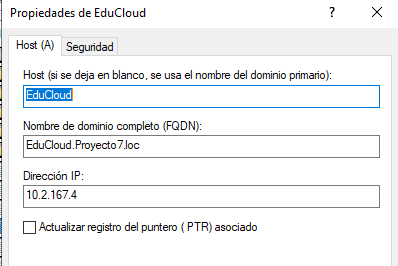 Propiedades de EduCloud
?
Host (A)
Seguridad
Host (si se deja en blanco, se usa el nombre del dominio primario):
EduCloud
Nombre de dominio completo (FQDN):
EduCloud.Proyecto7.loc
Dirección IP:
10.2.167.4
Actualizar registro del puntero ( PTR) asociado